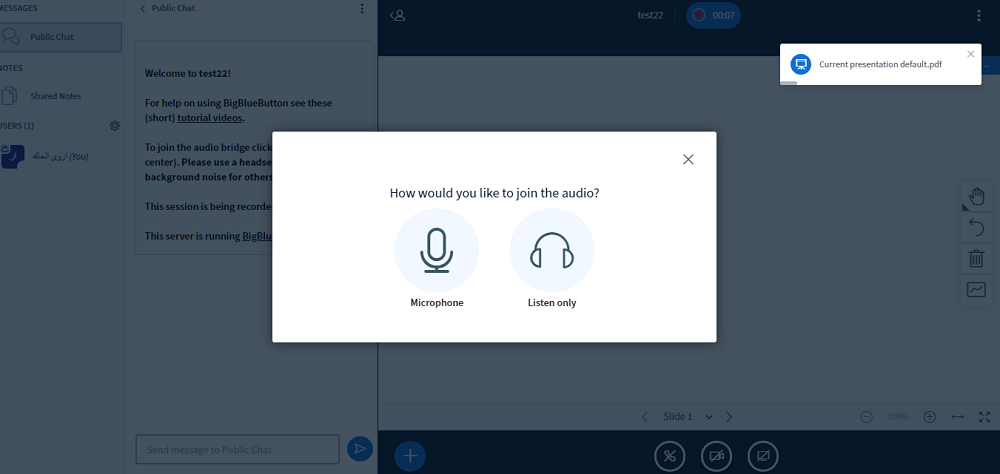 MESSAGES
Public Chat
NOTES
Shared Notes
USERS (1)
(You)
Public Chat
Welcome to test22!
For help on using BigBlueButton see these
(short) tutorial videos.
To join the audio bridge click
center). Please use a headse
background noise for others
This session is being recorde
This server is running BigBlu
Send message to Public Chat
test22
00:07
Current presentation default.pdf
How would you like to join the audio?
Microphone
Listen only
Slide 1
100%